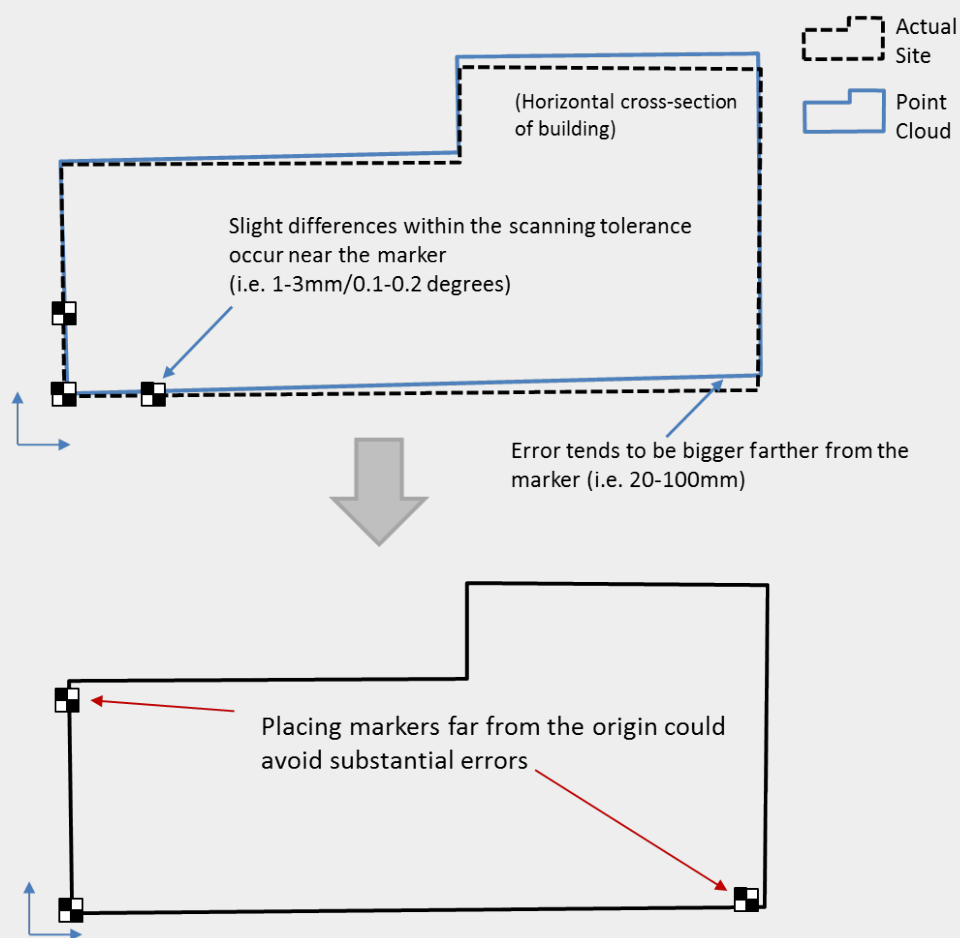 Actual
Site
(Horizontal cross-section
of building)
Point
Cloud
Slight differences within the scanning tolerance
occur near the marker
(i.e. 1-3mm/0.1-0.2 degrees)
Error tends to be bigger farther from the
marker (i.e. 20-100mm)
Placing markers far from the origin could
avoid substantial errors